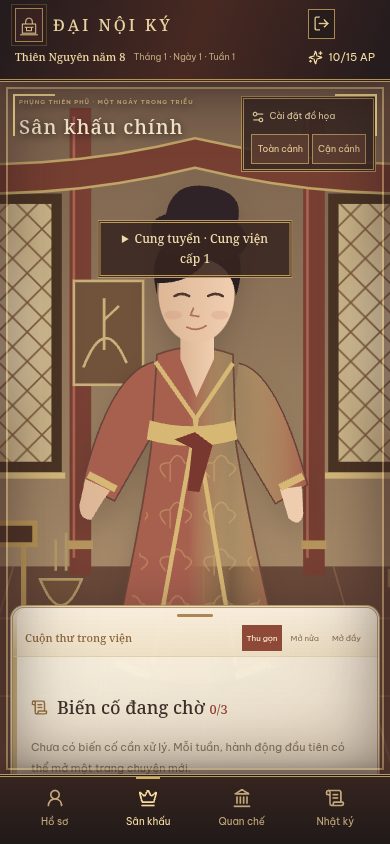 ĐẠI NỘI KÝ
Thiên Nguyên năm 8 Tháng 1 · Ngày 1 · Tuần 1 10/15 AP
PHỤNG THIÊN PHỦ · MỘT NGÀY TRONG TRIỀU
Sân khấu chính
Cài đặt đồ họa
Toàn cảnh Cận cảnh
▶ Cung tuyển · Cung viện
cấp 1
Cuộn thư trong viện
Thu gọn Mở nửa Mở đầy
Biến cố đang chờ 0/3
Chưa có biến cố cần xử lý. Mỗi tuần, hành động đầu tiên có
thể mở một trang chuyện mới.
Hồ sơ Sân khấu Quan chế Nhật ký